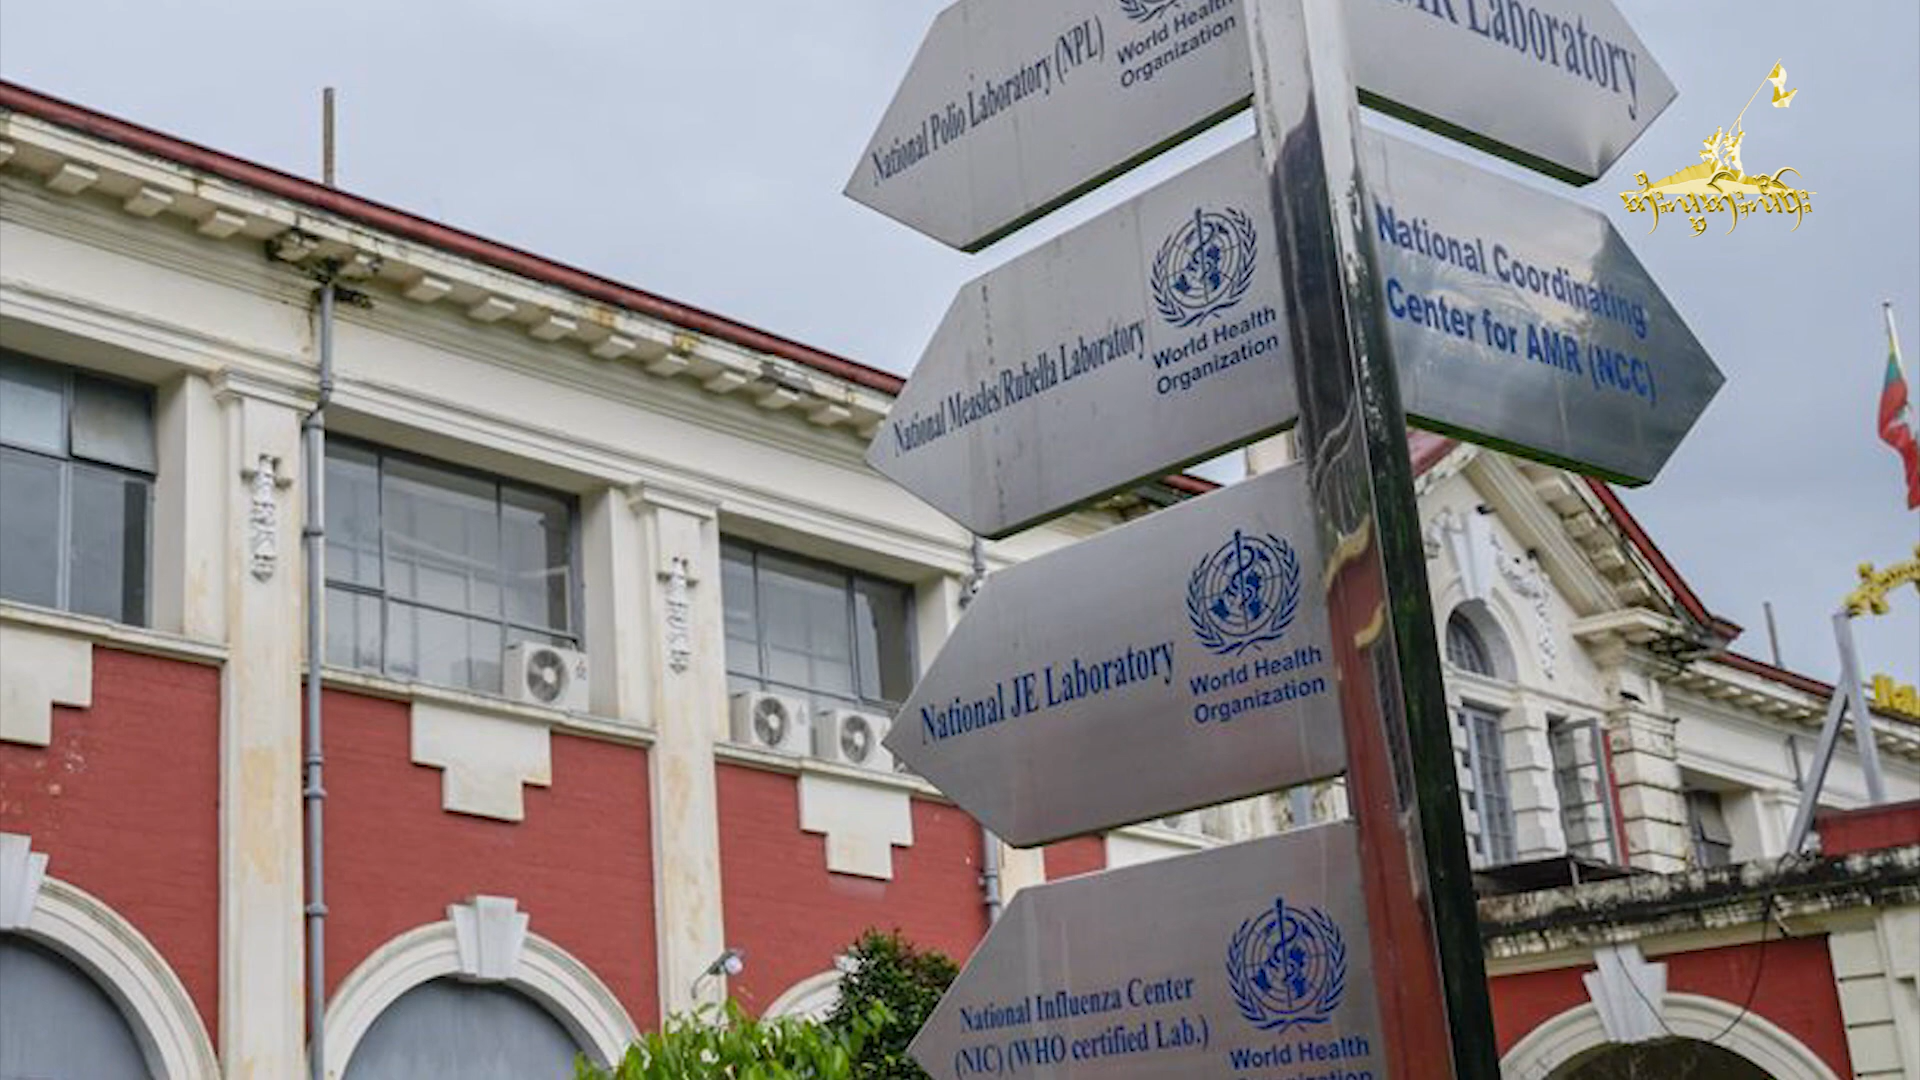 National Polio Laboratory (NPL)
World Health
Organization
Laboratory
National Measles/Rubella Laboratory
World Health
Organization
National Coordinating
Center for AMR (NCC)
National JE Laboratory
World Health
Organization
National Influenza Center
(NIC) (WHO certified Lab.)
World Health